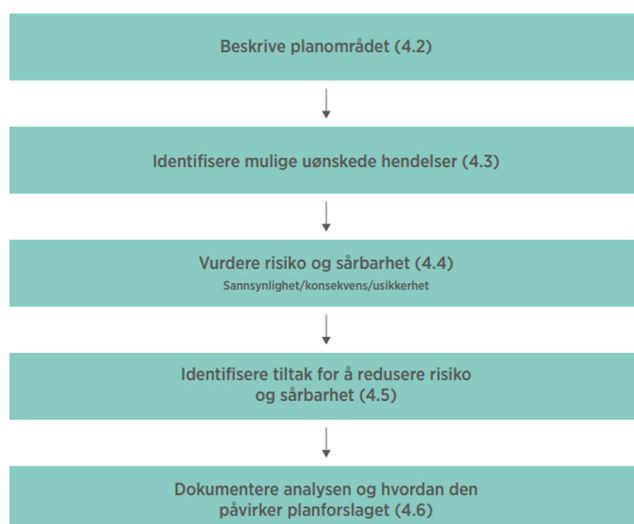 Beskrive planområdet (4.2)
Identifisere mulige uønskede hendelser (4.3)
Vurdere risiko og sårbarhet (4.4)
Sannsynlighet/konsekvens/usikkerhet
Identifisere tiltak for å redusere risiko
og sårbarhet (4.5)
Dokumentere analysen og hvordan den
påvirker planforslaget (4.6)